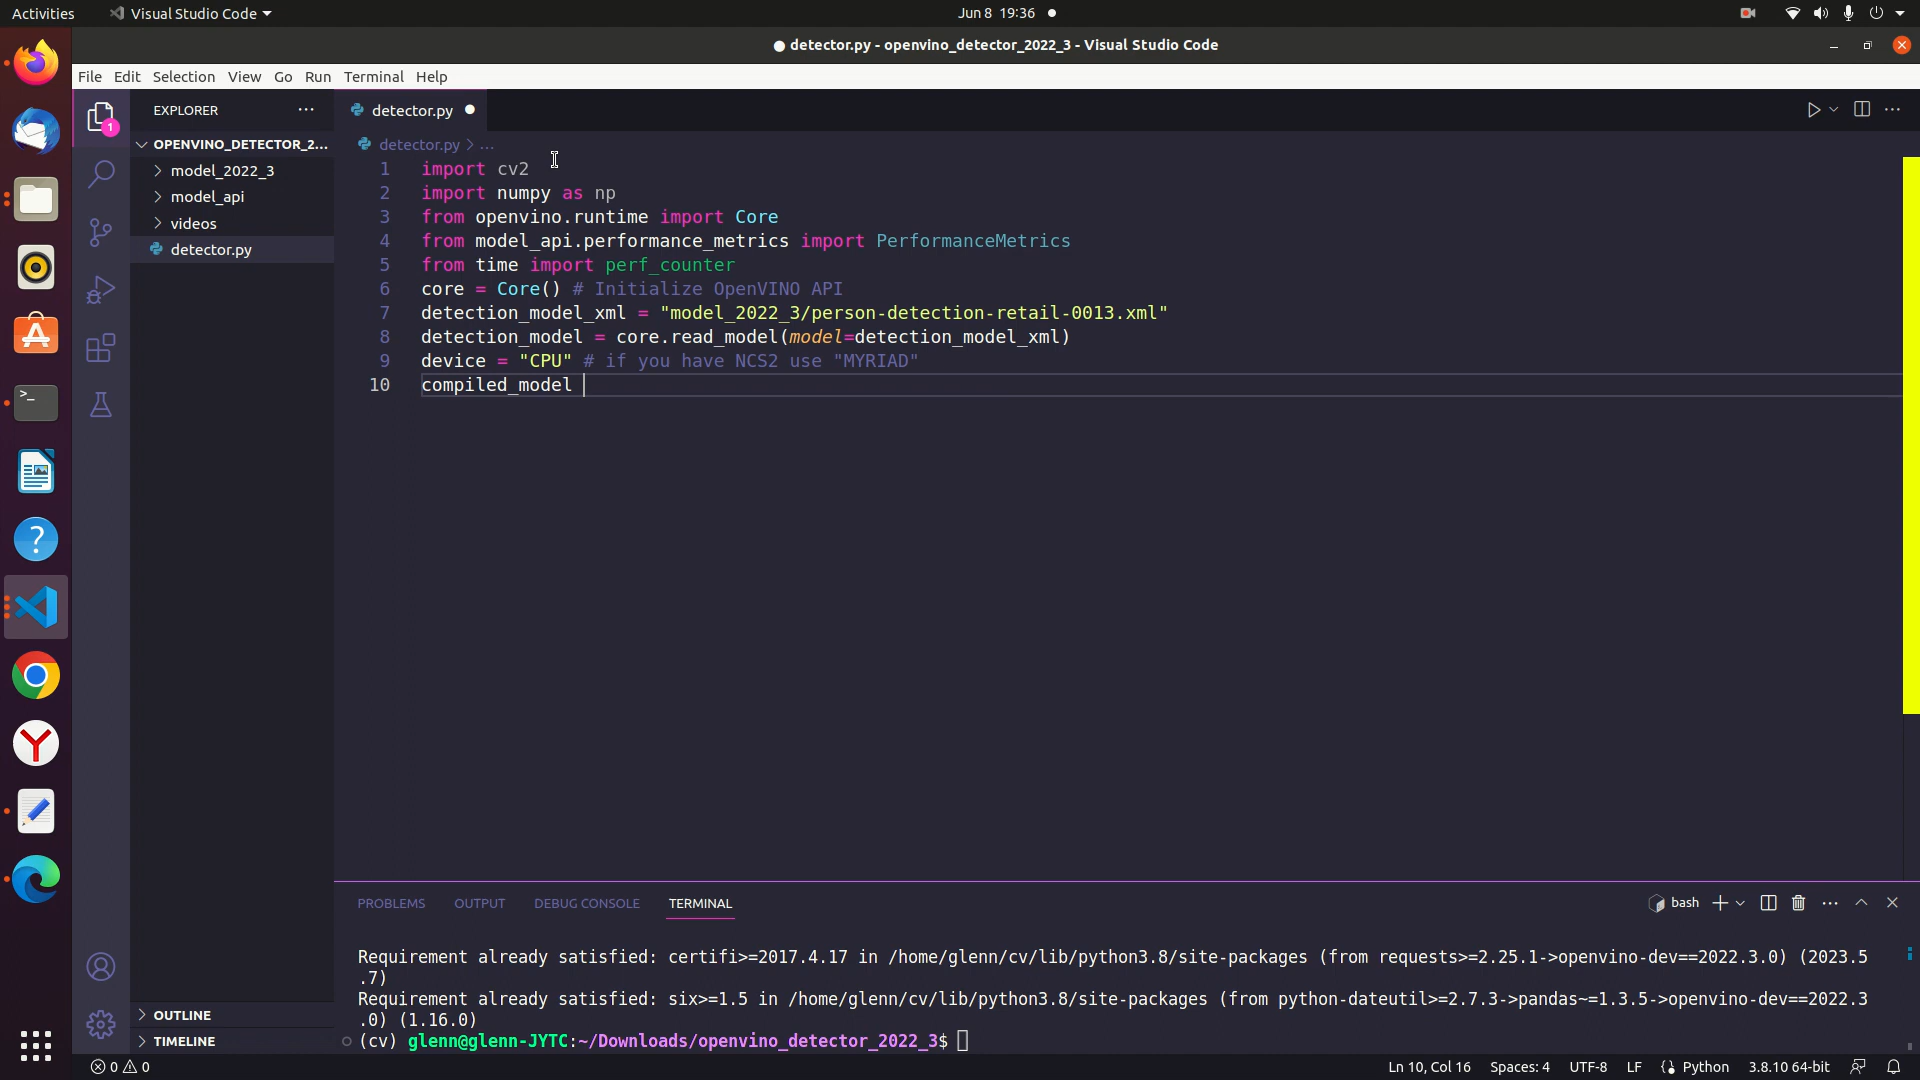 Activities
Visual Studio Code
Jun 8 19:36
detector.py - openvino_detector_2022_3 - Visual Studio Code
File Edit Selection View Go Run Terminal Help
EXPLORER
1
OPENVINO_DETECTOR_2...
model_2022_3
model_api
videos
detector.py
detector.py
detector.py > ...
1 import cv2
2 import numpy as np
3 from openvino.runtime import Core
4 from model_api.performance_metrics import PerformanceMetrics
5 from time import perf_counter
6 core = Core() # Initialize OpenVINO API
7 detection_model_xml = "model_2022_3/person-detection-retail-0013.xml"
8 detection_model = core.read_model(model=detection_model_xml)
9 device = "CPU" # if you have NCS2 use "MYRIAD"
10 compiled_model
PROBLEMS OUTPUT DEBUG CONSOLE TERMINAL
bash
Requirement already satisfied: certifi>=2017.4.17 in /home/glenn/cv/lib/python3.8/site-packages (from requests>=2.25.1->openvino-dev==2022.3.0) (2023.5
.7)
Requirement already satisfied: six>=1.5 in /home/glenn/cv/lib/python3.8/site-packages (from python-dateutil>=2.7.3->pandas~=1.3.5->openvino-dev==2022.3
.0) (1.16.0)
(cv) glenn@glenn-JYTC:~/Downloads/openvino_detector_2022_3$
OUTLINE
TIMELINE
0 0
Ln 10, Col 16 Spaces: 4 UTF-8 LF Python 3.8.10 64-bit